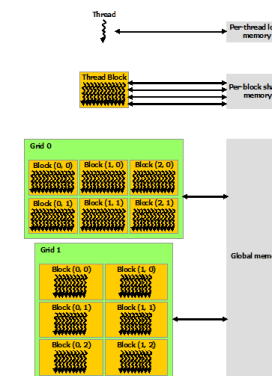 Thread
Per-thread lo
memory
Thread Block
Per-block sha
memory
Grid 0
Block (0, 0) Block (1, 0) Block (2, 0)
Block (0, 1) Block (1, 1) Block (2, 1)
Grid 1
Global mem
Block (0, 0) Block (1, 0)
Block (0, 1) Block (1, 1)
Block (0, 2) Block (1, 2)